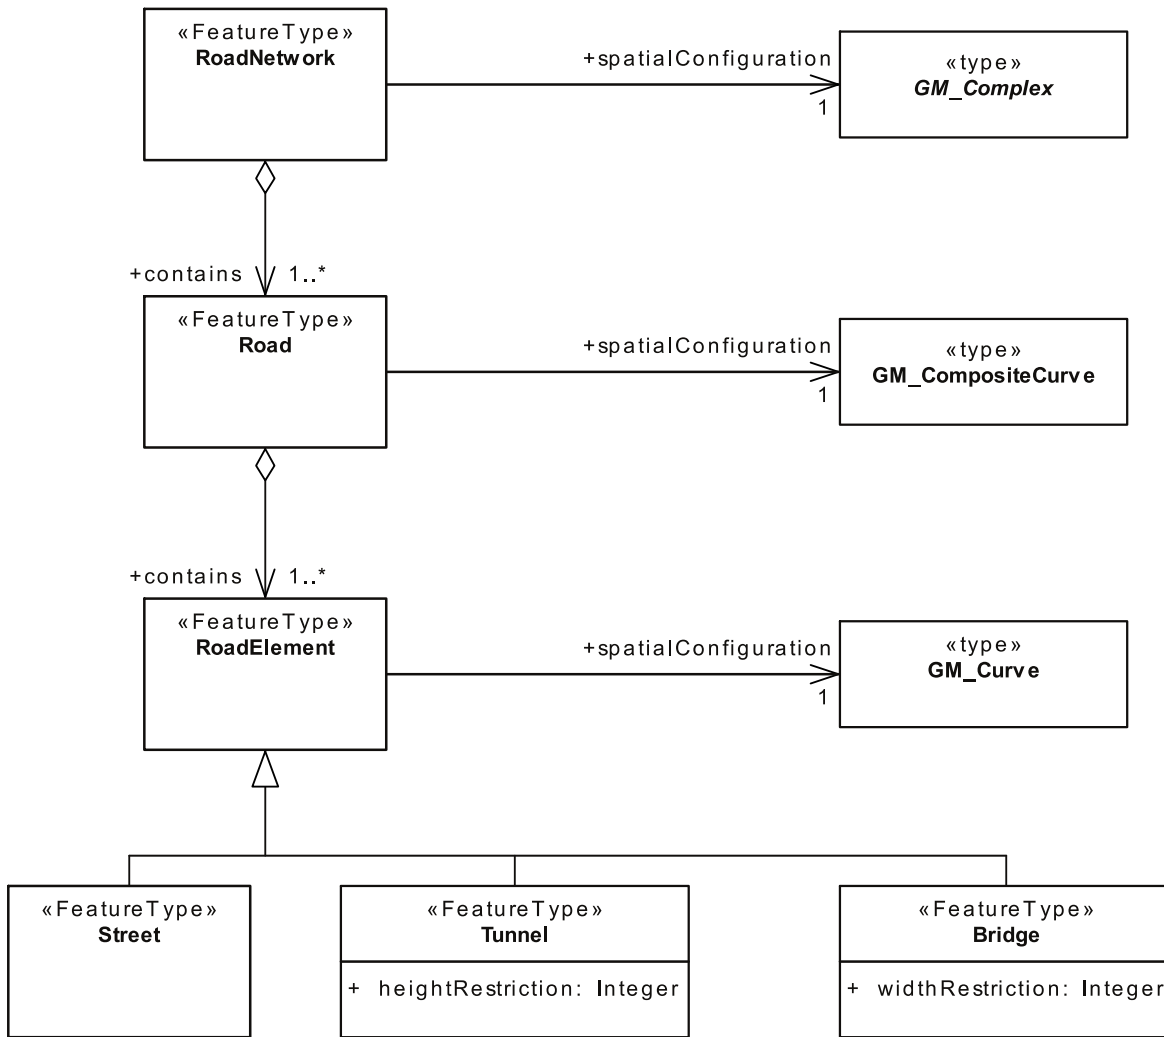 «FeatureType»
RoadNetwork
+spatialConfiguration
1
«type»
GM_Complex
+contains 1..*
«FeatureType»
Road
+spatialConfiguration
1
«type»
GM_CompositeCurve
+contains 1..*
«FeatureType»
RoadElement
+spatialConfiguration
1
«type»
GM_Curve
«FeatureType»
Street
«FeatureType»
Tunnel
+ heightRestriction: Integer
«FeatureType»
Bridge
+ widthRestriction: Integer